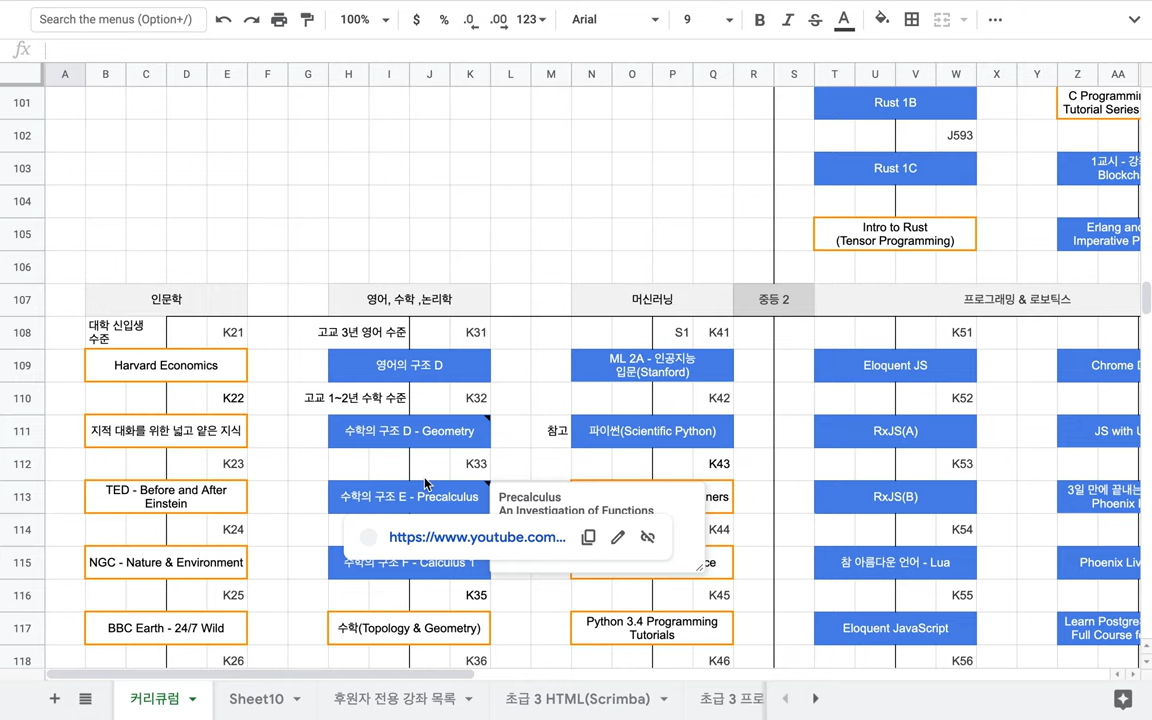 Search the menus (Option+/)
100%
$ % .0 .00 123
Arial
9
B I S A
fx
A B C D E F G H I J K L M N O P Q R S T U V W X Y Z AA
101
Rust 1B
C Programmi
Tutorial Series
102
J593
103
Rust 1C
1교시 - 강
Blockch
104
105
Intro to Rust
(Tensor Programming)
Erlang an
Imperative P
106
107
인문학
영어, 수학 ,논리학
머신러닝
중등 2
프로그래밍 & 로보틱스
108
대학 신입생
수준
K21
고교 3년 영어 수준
K31
S1
K41
K51
109
Harvard Economics
영어의 구조 D
ML 2A - 인공지능
입문(Stanford)
Eloquent JS
Chrome
110
K22
고교 1~2년 수학 수준
K32
K42
K52
111
지적 대화를 위한 넓고 얕은 지식
수학의 구조 D - Geometry
참고
파이썬(Scientific Python)
RxJS(A)
JS with
112
K23
K33
K43
K53
113
TED - Before and After
Einstein
수학의 구조 E - Precalculus
Precalculus
An Investigation of Functions
ners
RxJS(B)
3일 만에 끝내는
Phoenix
114
K24
https://www.youtube.com...
K44
K54
115
NGC - Nature & Environment
수학의 구조 F - Calculus 1
ce
참 아름다운 언어 - Lua
Phoenix Liv
116
K25
K35
K45
K55
117
BBC Earth - 24/7 Wild
수학(Topology & Geometry)
Python 3.4 Programming
Tutorials
Eloquent JavaScript
Learn Postgre
Full Course f
118
K26
K36
K46
K56
커리큐럼
Sheet10
후원자 전용 강좌 목록
초급 3 HTML(Scrimba)
초급 3 프로